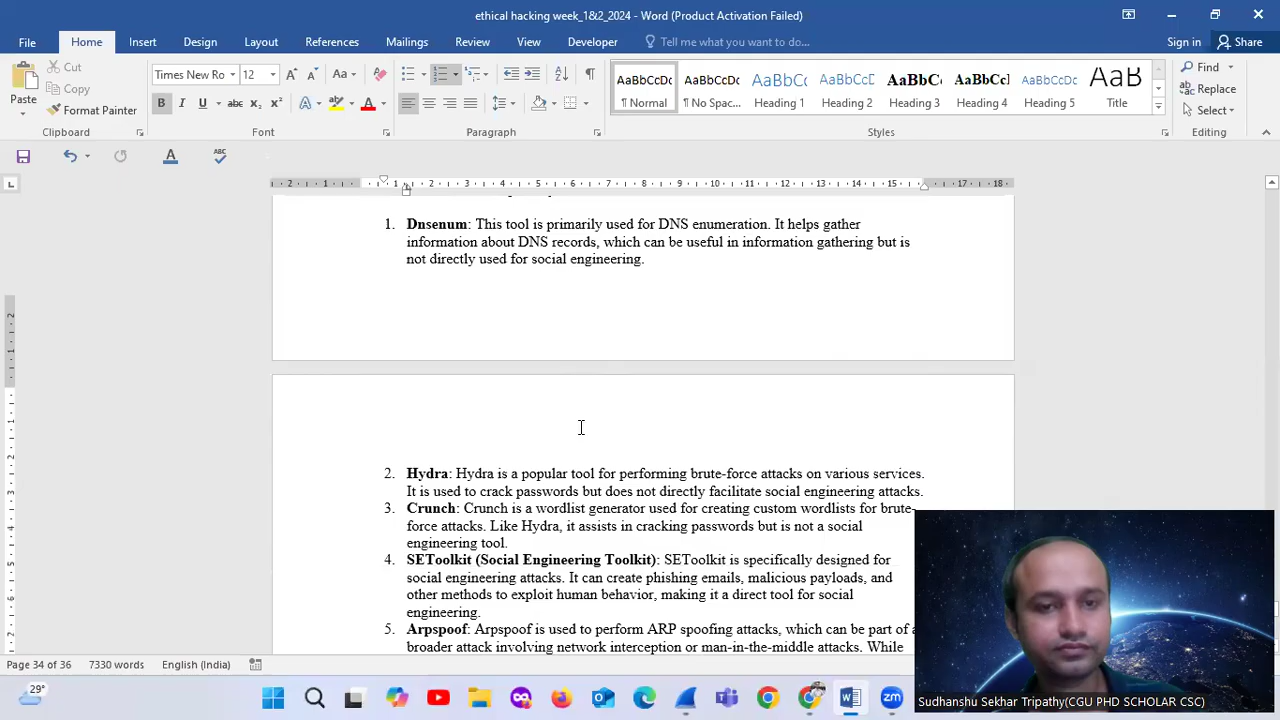 ethical hacking week_1&2_2024 - Word (Product Activation Failed)
File Home Insert Design Layout References Mailings Review View Developer Tell me what you want to do... Sign in Share
Cut
Copy
Format Painter
Paste
Clipboard
Times New Ro 12
Font
Paragraph
AaBbCcDc AaBbCcDc AaBbC( AaBbCcD AaBbC( AaBbCc AaBbCcDc AaB
¶ Normal ¶ No Spac... Heading 1 Heading 2 Heading 3 Heading 4 Heading 5 Title
Styles
Find
Replace
Select
Editing
1. Dnsenum: This tool is primarily used for DNS enumeration. It helps gather
information about DNS records, which can be useful in information gathering but is
not directly used for social engineering.
2. Hydra: Hydra is a popular tool for performing brute-force attacks on various services.
It is used to crack passwords but does not directly facilitate social engineering attacks.
3. Crunch: Crunch is a wordlist generator used for creating custom wordlists for brute-
force attacks. Like Hydra, it assists in cracking passwords but is not a social
engineering tool.
4. SEToolkit (Social Engineering Toolkit): SEToolkit is specifically designed for
social engineering attacks. It can create phishing emails, malicious payloads, and
other methods to exploit human behavior, making it a direct tool for social
engineering.
5. Arpspoof: Arpspoof is used to perform ARP spoofing attacks, which can be part of a
broader attack involving network interception or man-in-the-middle attacks. While
Page 34 of 36 7330 words English (India)
29°
Sudhanshu Sekhar Tripathy(CGU PHD SCHOLAR CSC)